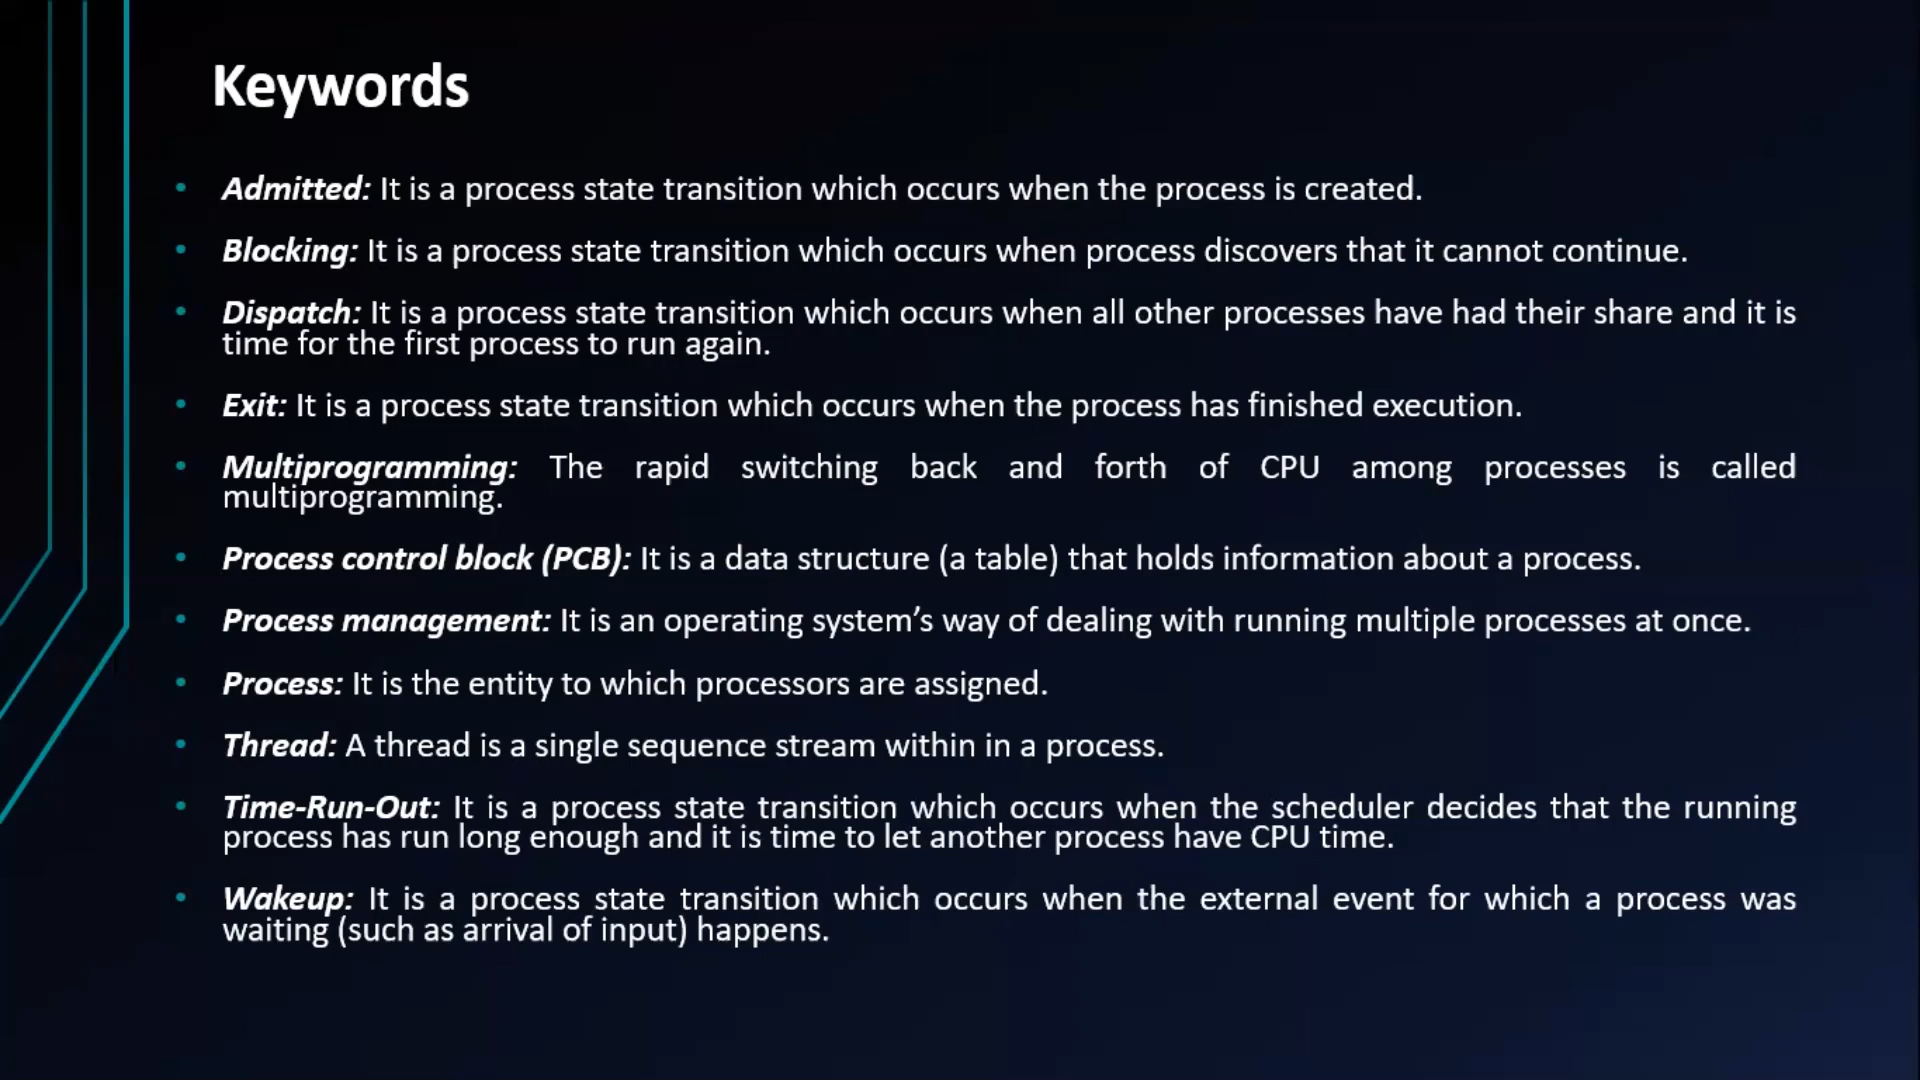 Keywords
• Admitted: It is a process state transition which occurs when the process is created.
• Blocking: It is a process state transition which occurs when process discovers that it cannot continue.
• Dispatch: It is a process state transition which occurs when all other processes have had their share and it is
time for the first process to run again.
• Exit: It is a process state transition which occurs when the process has finished execution.
• Multiprogramming: The rapid switching back and forth of CPU among processes is called
multiprogramming.
• Process control block (PCB): It is a data structure (a table) that holds information about a process.
• Process management: It is an operating system’s way of dealing with running multiple processes at once.
• Process: It is the entity to which processors are assigned.
• Thread: A thread is a single sequence stream within in a process.
• Time-Run-Out: It is a process state transition which occurs when the scheduler decides that the running
process has run long enough and it is time to let another process have CPU time.
• Wakeup: It is a process state transition which occurs when the external event for which a process was
waiting (such as arrival of input) happens.